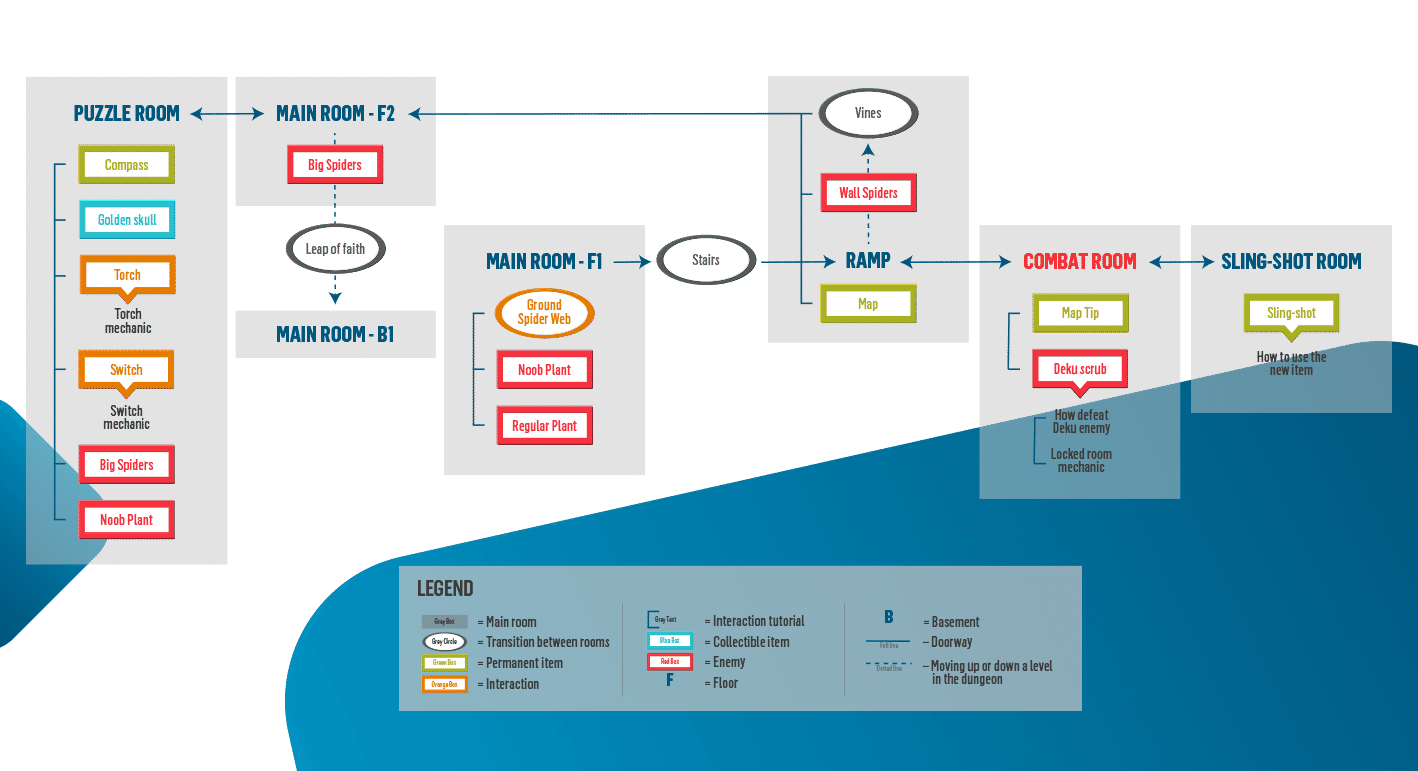 PUZZLE ROOM
Compass
Golden skull
Torch
Torch
mechanic
Switch
Switch
mechanic
Big Spiders
Noob Plant
MAIN ROOM - F2
Big Spiders
Leap of faith
MAIN ROOM - B1
MAIN ROOM - F1
Ground
Spider Web
Noob Plant
Regular Plant
Stairs
Vines
Wall Spiders
RAMP
Map
COMBAT ROOM
Map Tip
Deku scrub
How defeat
Deku enemy
Locked room
mechanic
SLING-SHOT ROOM
Sling-shot
How to use the
new item
LEGEND
Grey Box = Main room
Grey Circle = Transition between rooms
Green Box = Permanent item
Orange Box = Interaction
Grey Text = Interaction tutorial
Blue Box = Collectible item
Red Box = Enemy
F = Floor
B = Basement
Full line – Doorway
Dotted line – Moving up or down a level
in the dungeon